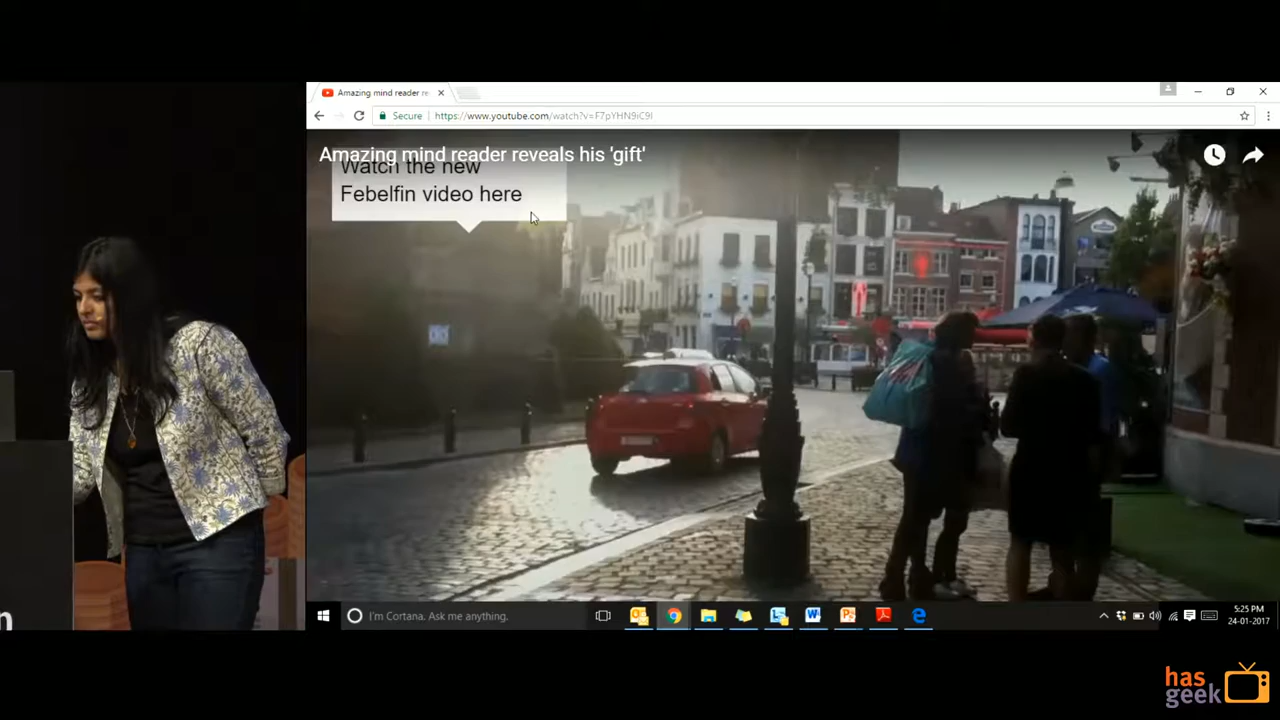 Amazing mind reader re
Secure
https://www.youtube.com/watch?v=F7pYHN9iC9I
Amazing mind reader reveals his 'gift'
Watch the new
Febelfin video here
I'm Cortana. Ask me anything.
5:25 PM
24-01-2017
n
has
geek